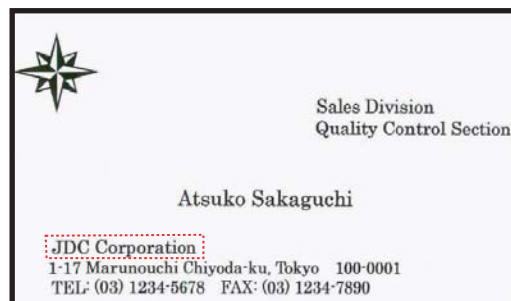 Sales Division
Quality Control Section
Atsuko Sakaguchi
JDC Corporation
1-17 Marunouchi Chiyoda-ku, Tokyo 100-0001
TEL: (03) 1234-5678 FAX: (03) 1234-7890